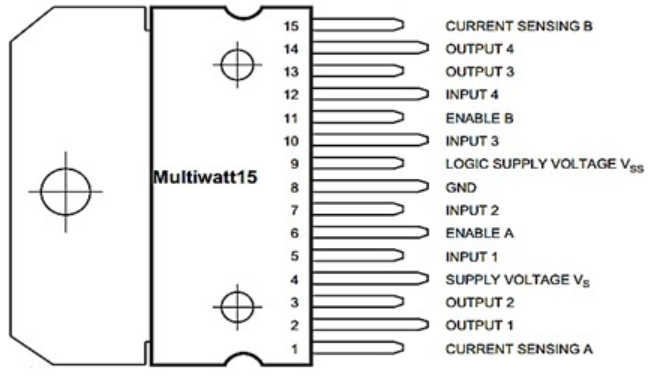 15 CURRENT SENSING B
14 OUTPUT 4
13 OUTPUT 3
12 INPUT 4
11 ENABLE B
10 INPUT 3
9 LOGIC SUPPLY VOLTAGE VSS
Multiwatt15
8 GND
7 INPUT 2
6 ENABLE A
5 INPUT 1
4 SUPPLY VOLTAGE VS
3 OUTPUT 2
2 OUTPUT 1
1 CURRENT SENSING A